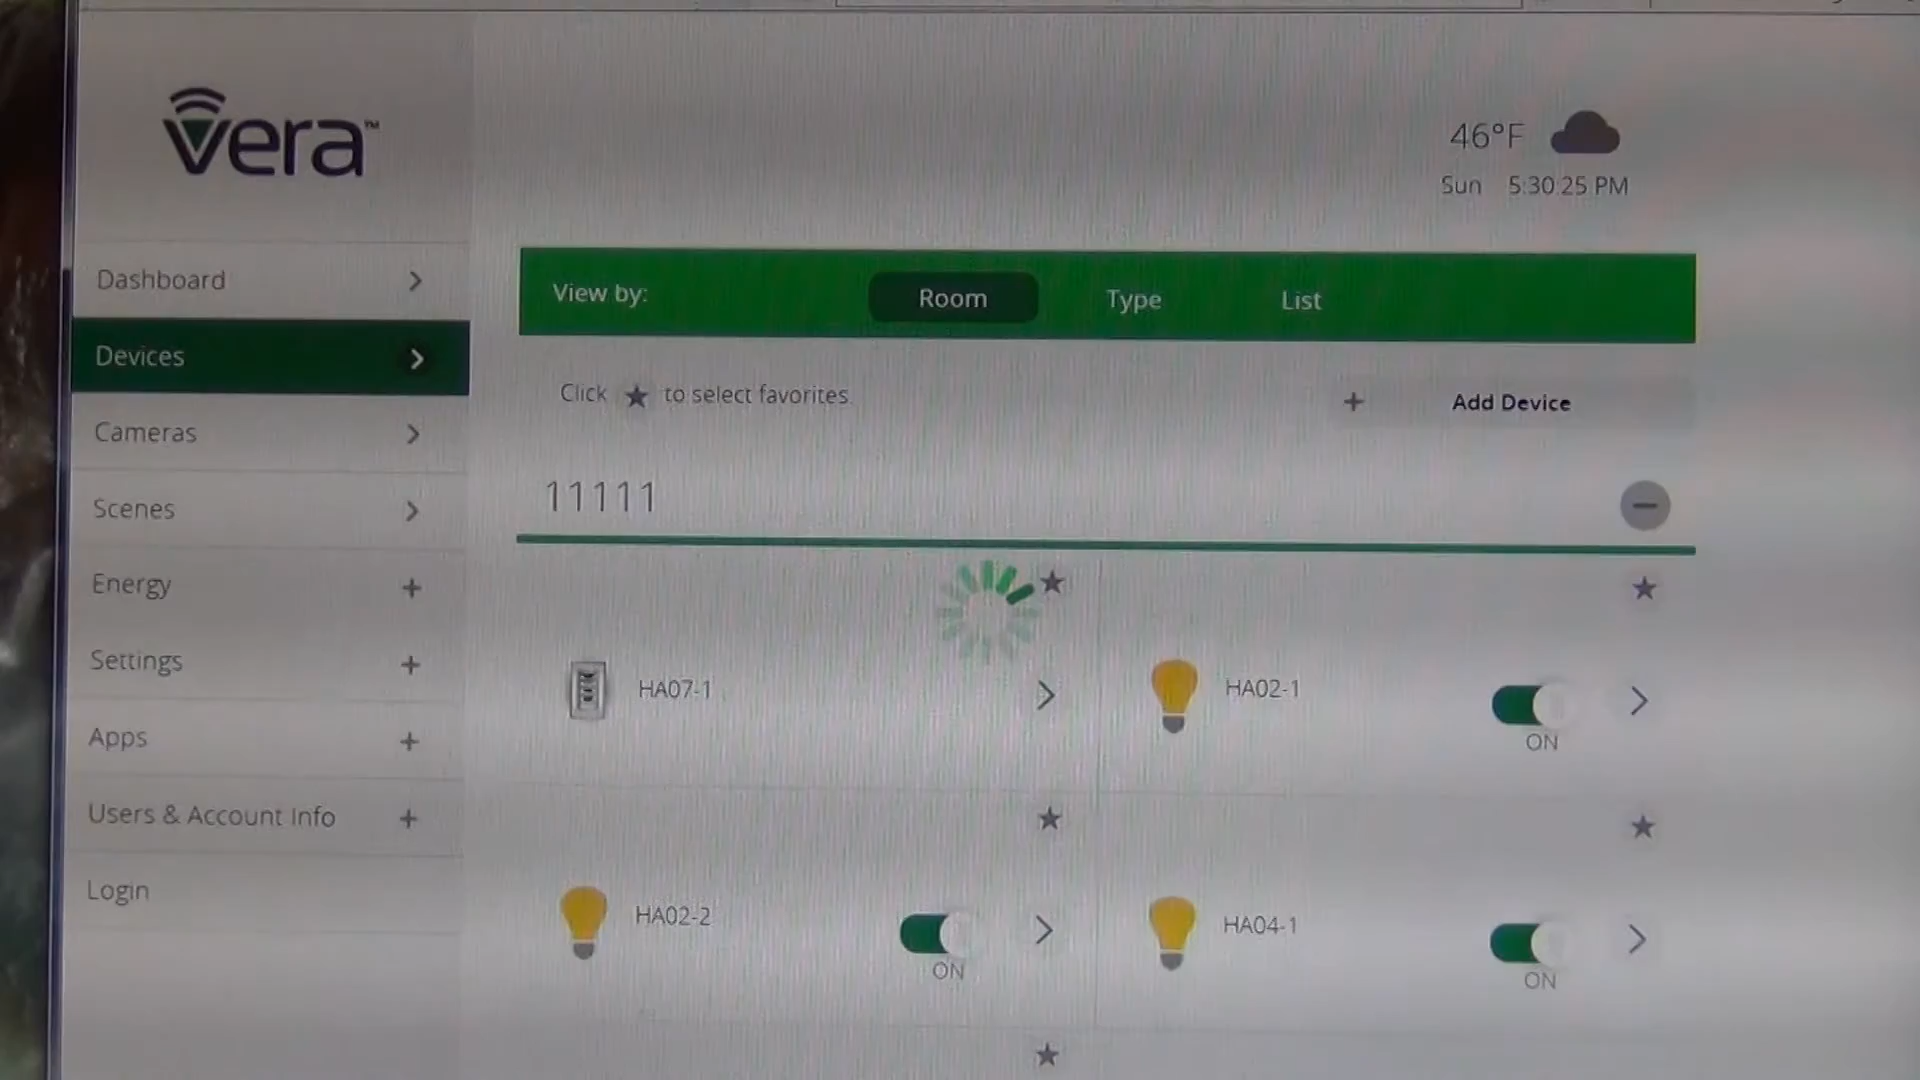 vera™
46°F
Sun 5:30:25 PM
Dashboard
Devices
Cameras
Scenes
Energy
Settings
Apps
Users & Account Info
Login
View by: Room Type List
Click ★ to select favorites.
+ Add Device
11111
HA07-1
HA02-1
ON
HA02-2
ON
HA04-1
ON